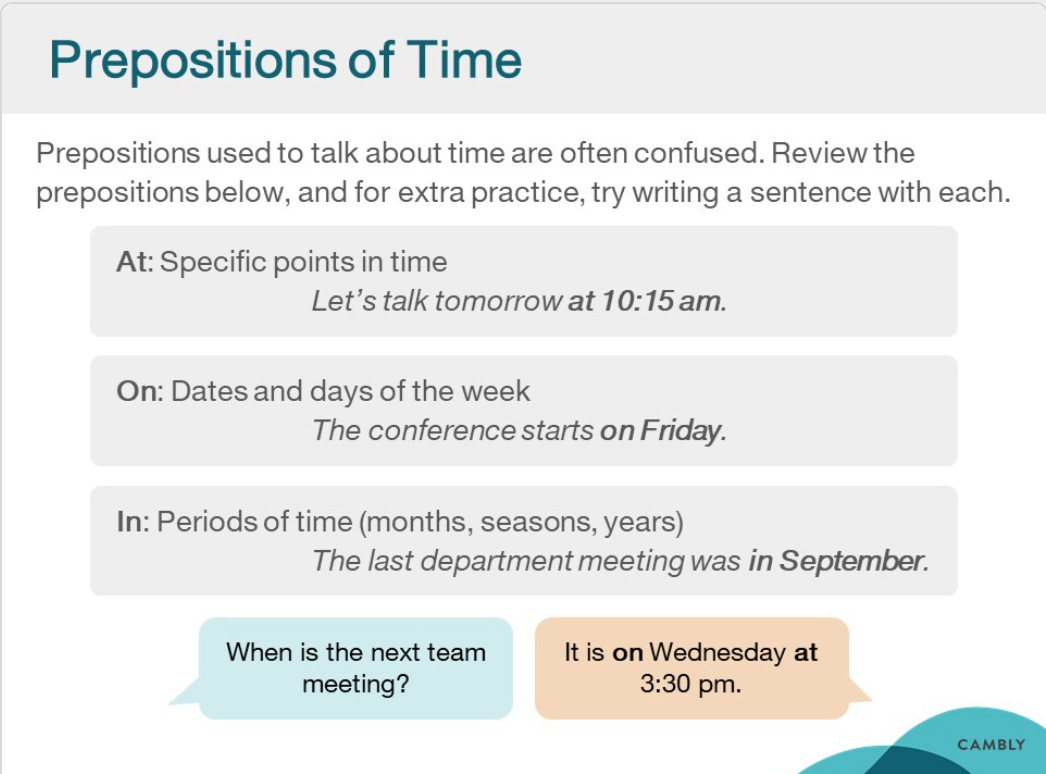 Prepositions of Time
Prepositions used to talk about time are often confused. Review the
prepositions below, and for extra practice, try writing a sentence with each.
At: Specific points in time
Let's talk tomorrow at 10:15 am.
On: Dates and days of the week
The conference starts on Friday.
In: Periods of time (months, seasons, years)
The last department meeting was in September.
When is the next team
meeting?
It is on Wednesday at
3:30 pm.
CAMBLY